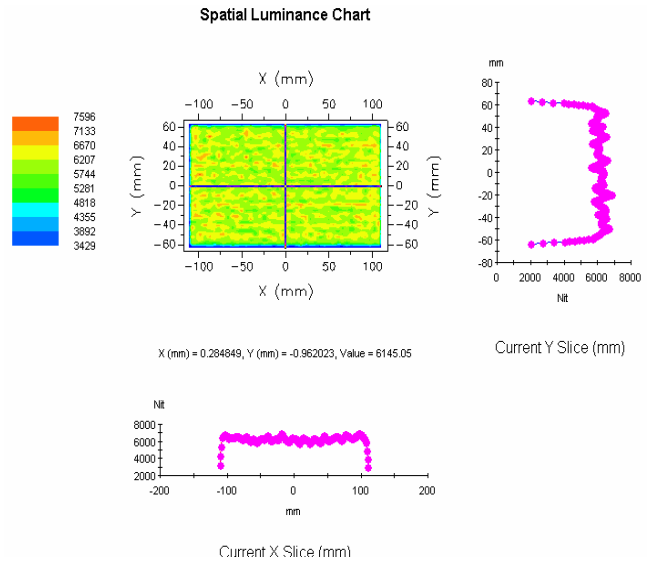 Spatial Luminance Chart
X (mm)
-100 -50 0 50 100
60 60
40 40
20 20
0 0
-20 -20
-40 -40
-60 -60
Y (mm) Y (mm)
-100 -50 0 50 100
X (mm)
7596
7133
6670
6207
5744
5281
4818
4355
3892
3429
mm
80
60
40
20
0
-20
-40
-60
-80
0 2000 4000 6000 8000
Nit
Current Y Slice (mm)
X (mm) = 0.284849, Y (mm) = -0.962023, Value = 6145.05
Nit
8000
6000
4000
2000
-200 -100 0 100 200
mm
Current X Slice (mm)